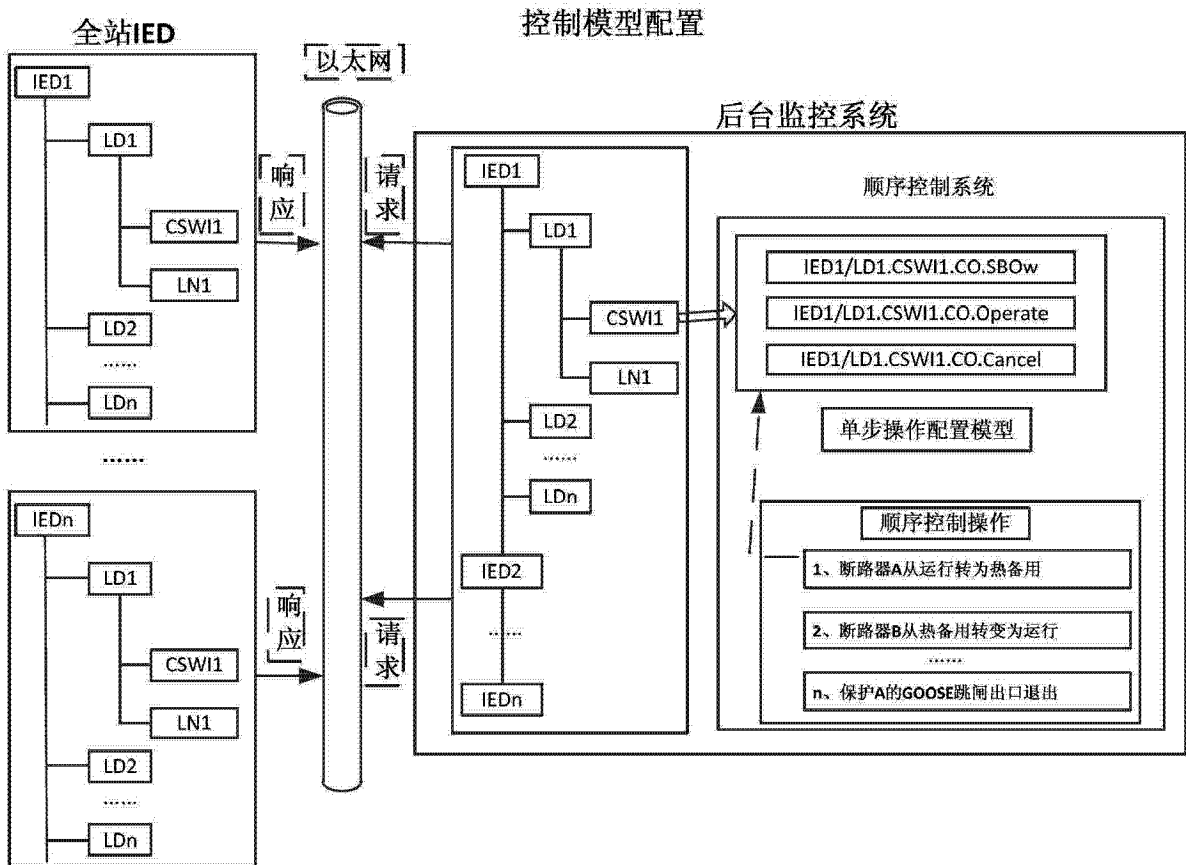 控制模型配置
全站IED
以太网
IED1
LD1
CSWI1
LN1
LD2
......
LDn
......
IEDn
LD1
CSWI1
LN1
LD2
......
LDn
响应
请求
响应
请求
后台监控系统
IED1
LD1
CSWI1
LN1
LD2
......
LDn
IED2
......
IEDn
顺序控制系统
IED1/LD1.CSWI1.CO.SBOw
IED1/LD1.CSWI1.CO.Operate
IED1/LD1.CSWI1.CO.Cancel
单步操作配置模型
顺序控制操作
1、断路器A从运行转为热备用
2、断路器B从热备用转变为运行
......
n、保护A的GOOSE跳闸出口退出